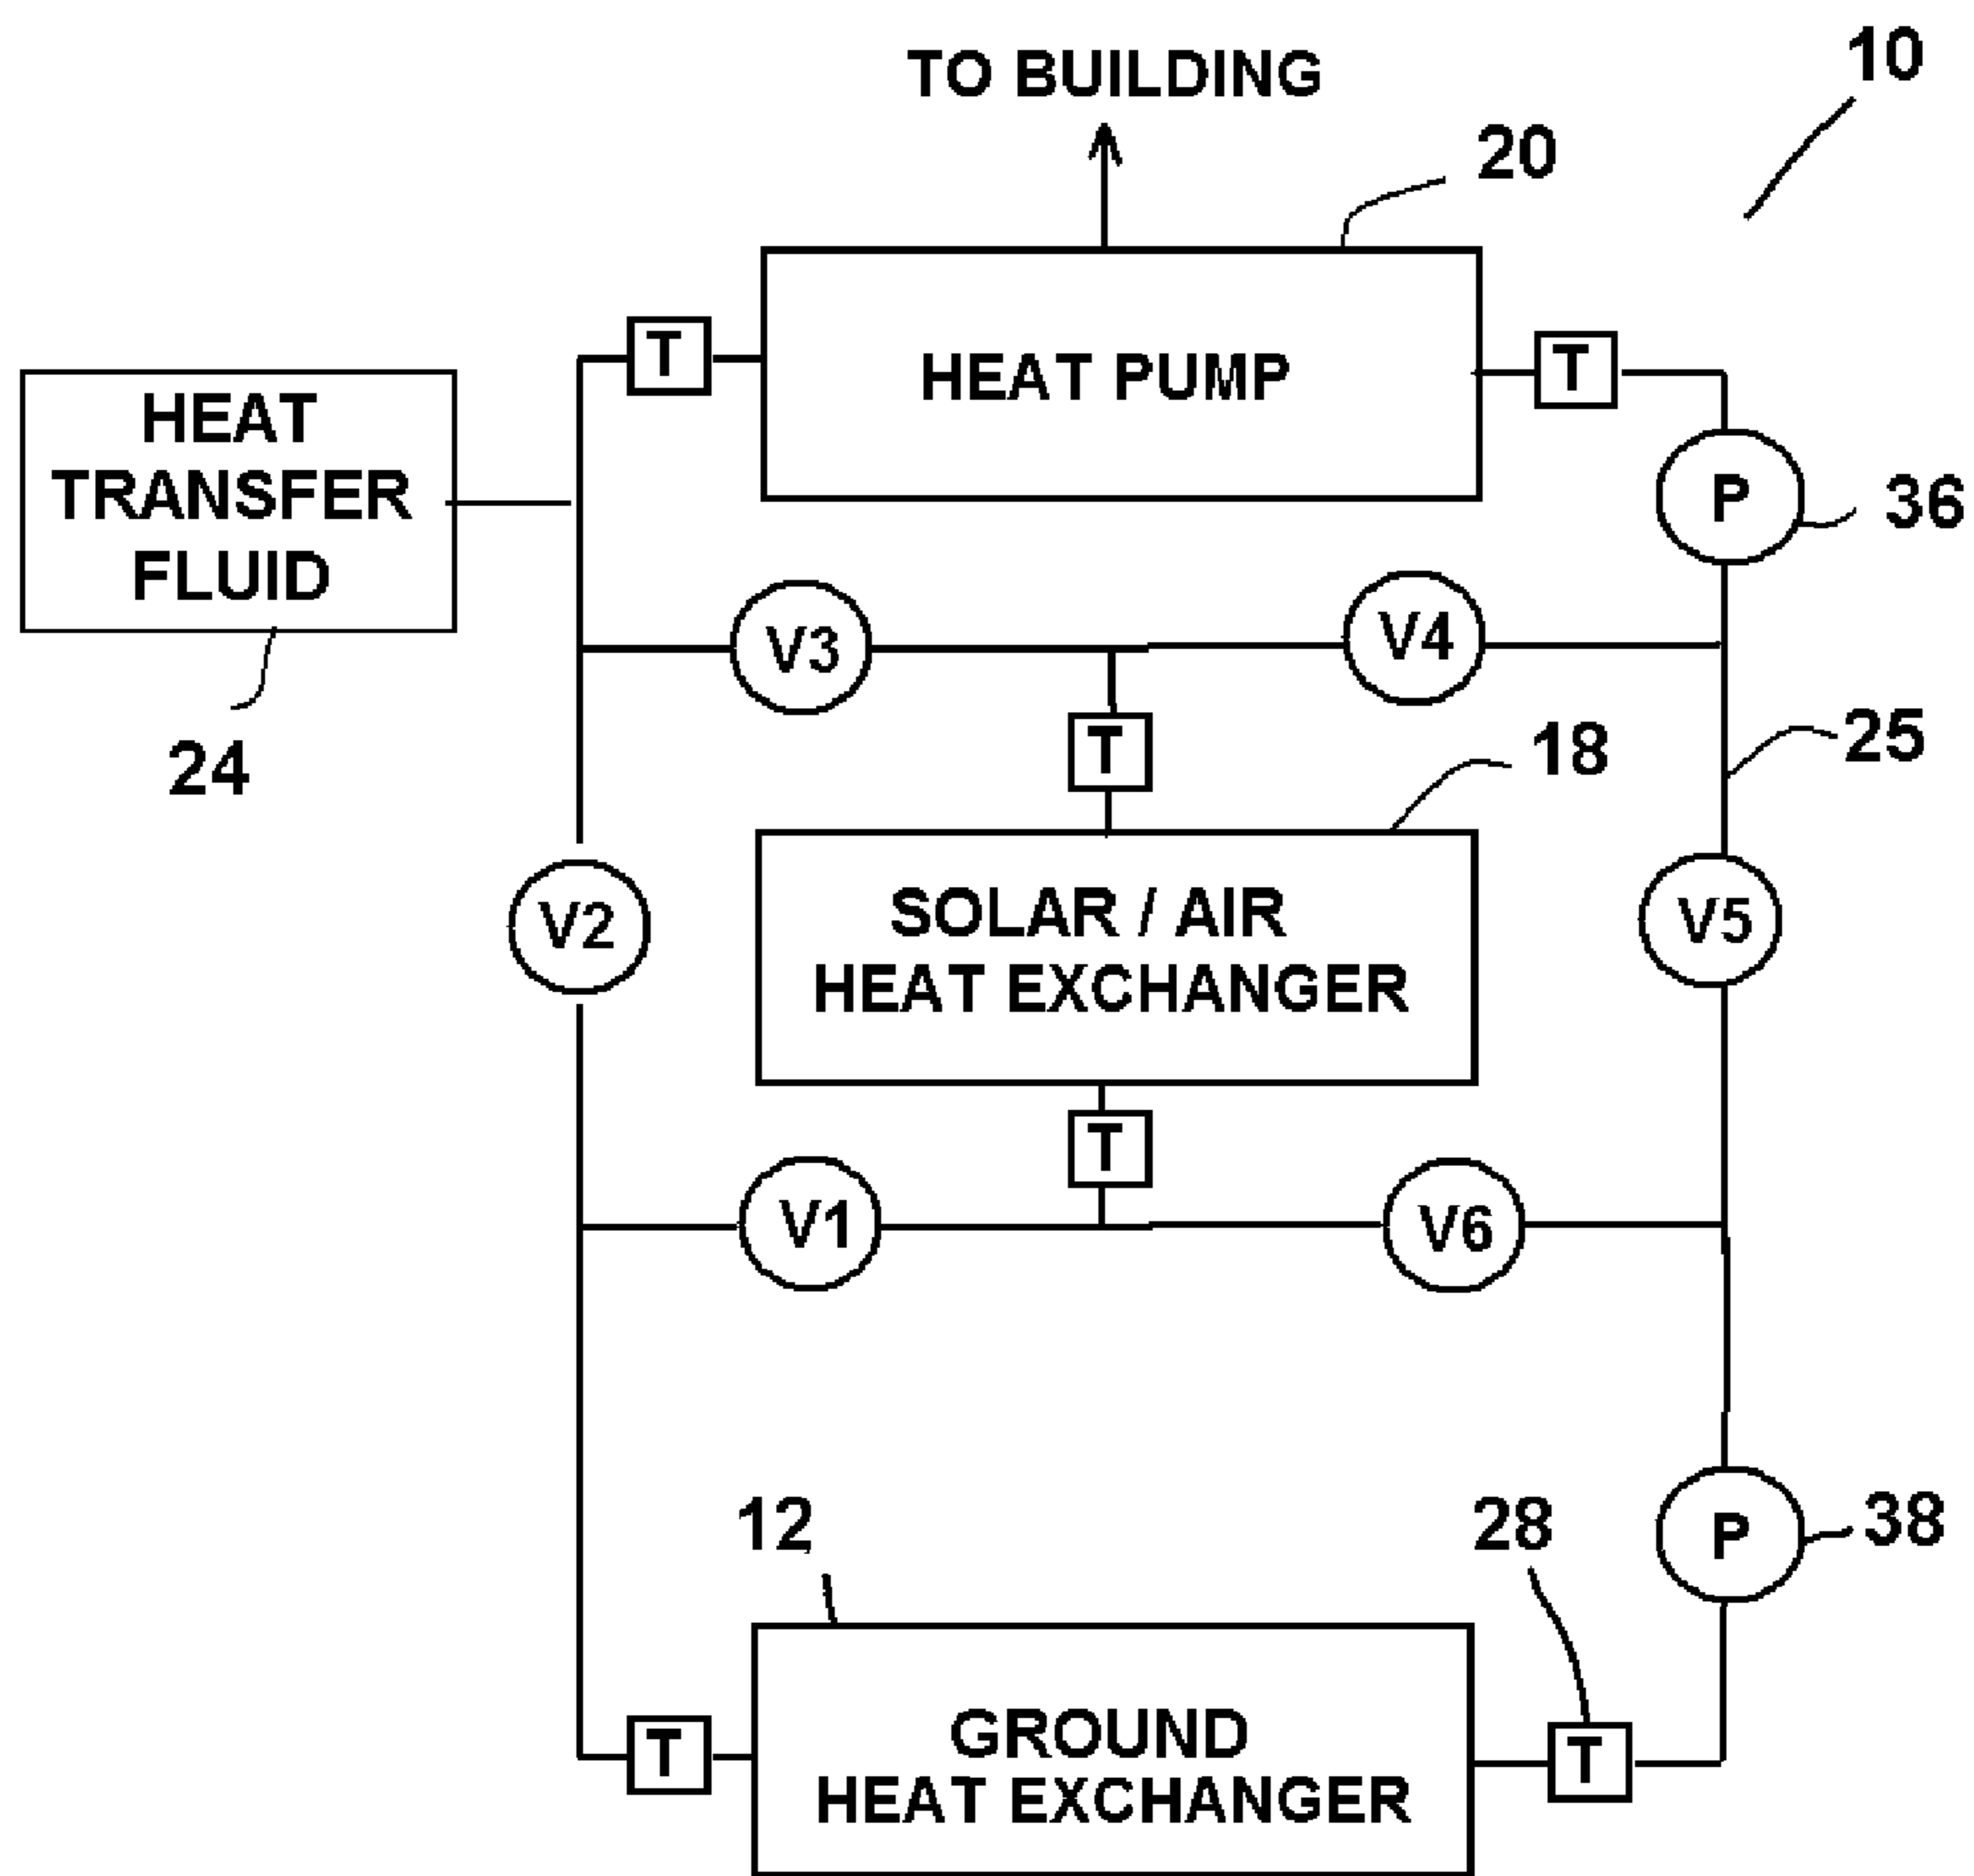 10
TO BUILDING
20
T
HEAT PUMP
T
HEAT
TRANSFER
FLUID
P
36
V3
V4
24
T
18
25
SOLAR / AIR
HEAT EXCHANGER
V2
V5
T
V1
V6
12
28
P
38
T
GROUND
HEAT EXCHANGER
T